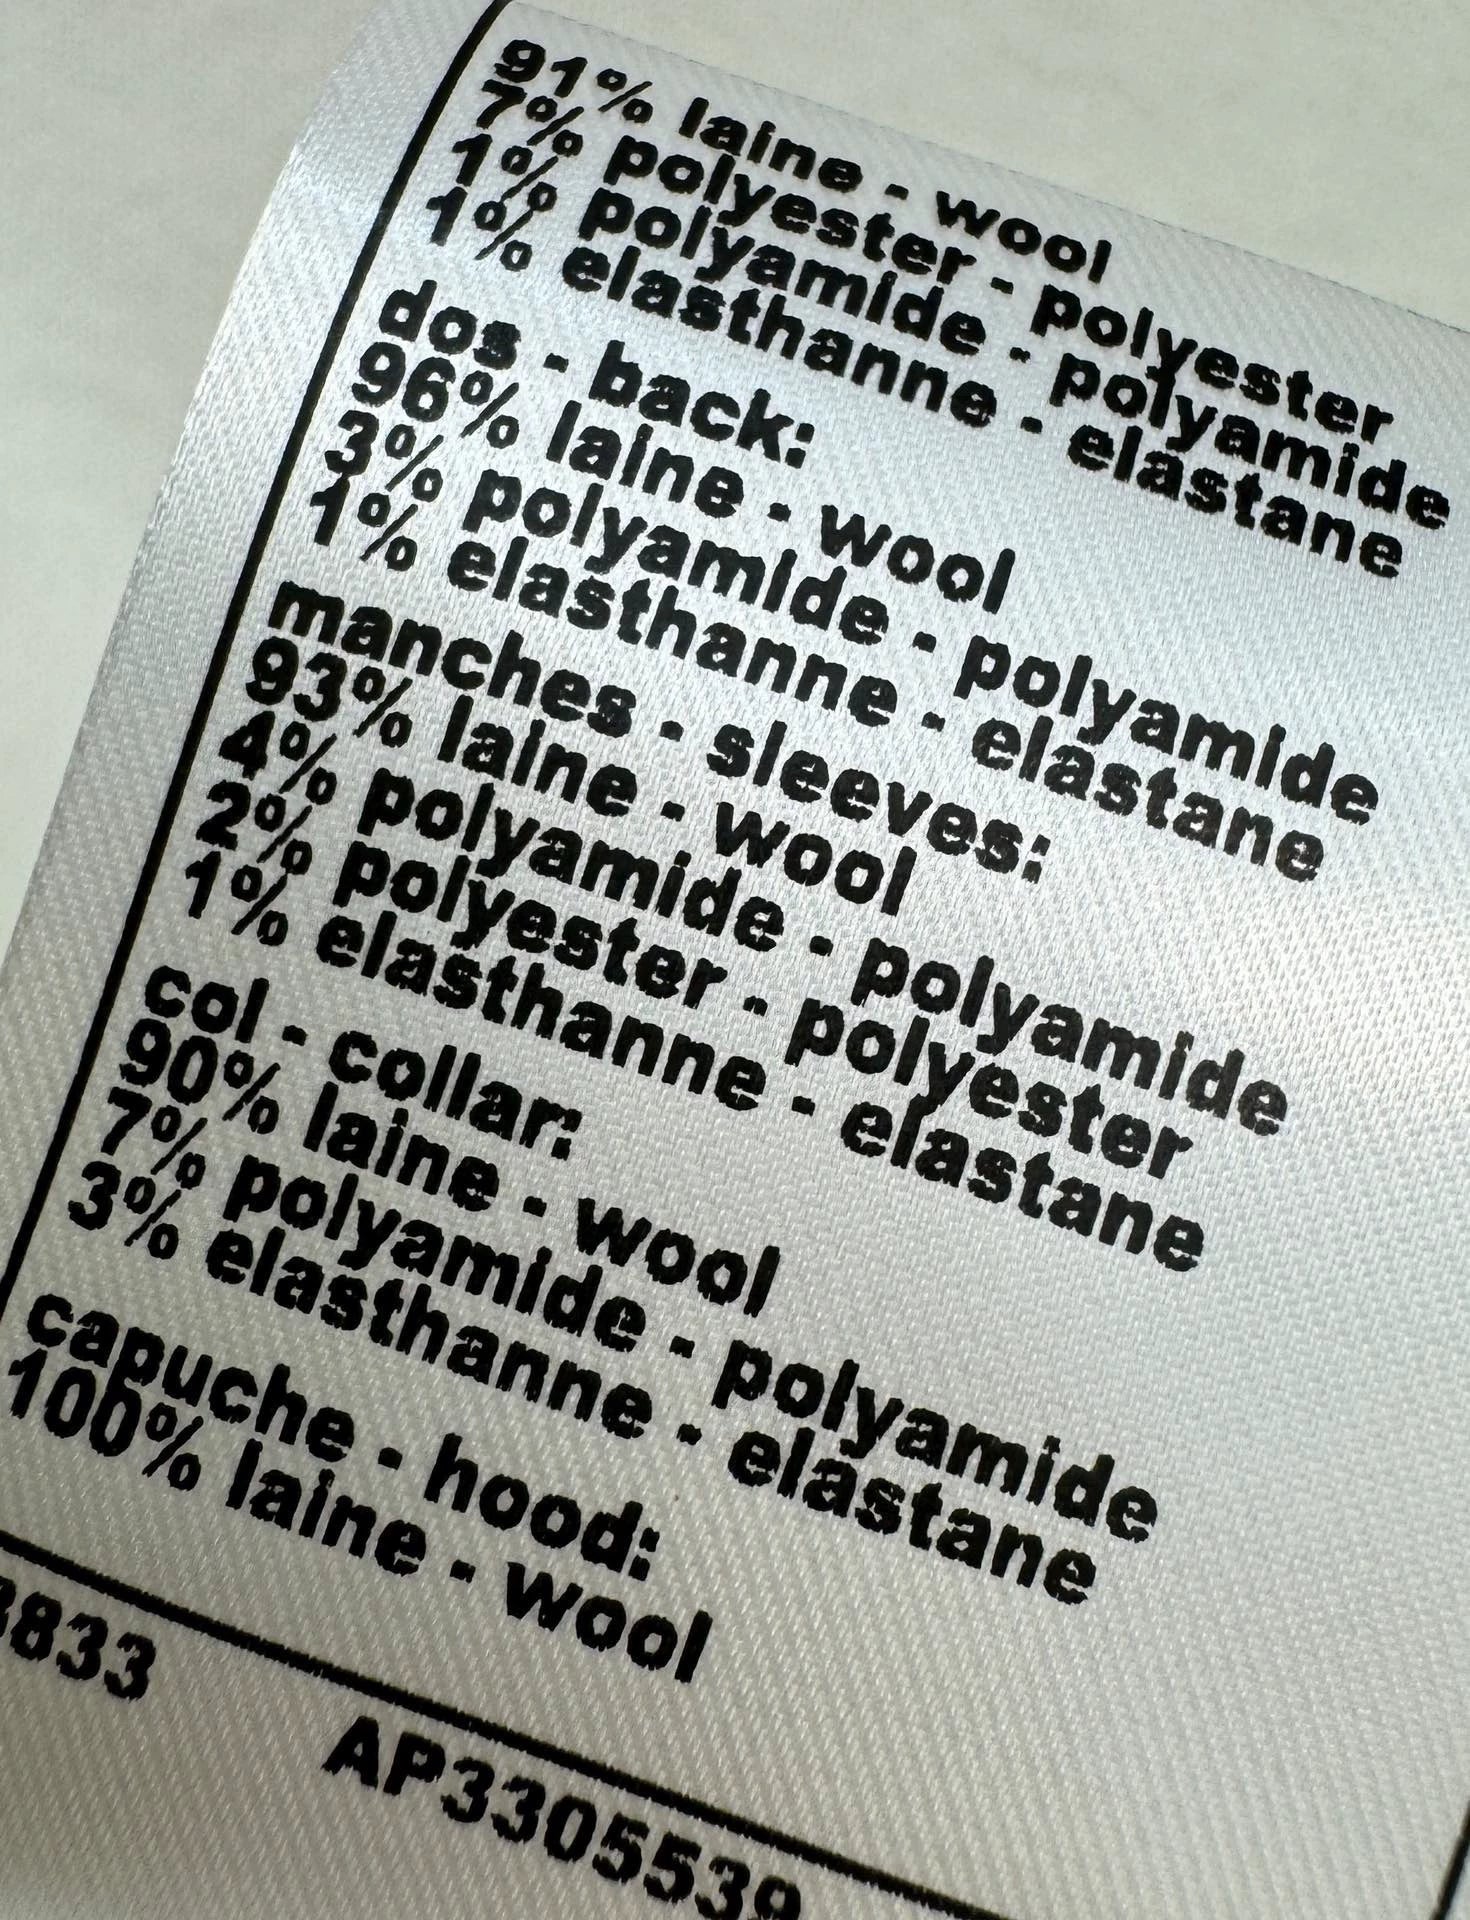 91% laine - wool
7% polyester - polyester
1% polyamide - polyamide
1% elasthanne - elastane
dos - back:
96% laine - wool
3% polyamide - polyamide
1% elasthanne - elastane
manches - sleeves:
93% laine - wool
4% polyamide - polyamide
2% polyester - polyester
1% elasthanne - elastane
col - collar:
90% laine - wool
7% polyamide - polyamide
3% elasthanne - elastane
capuche - hood:
100% laine - wool
833 AP3305539